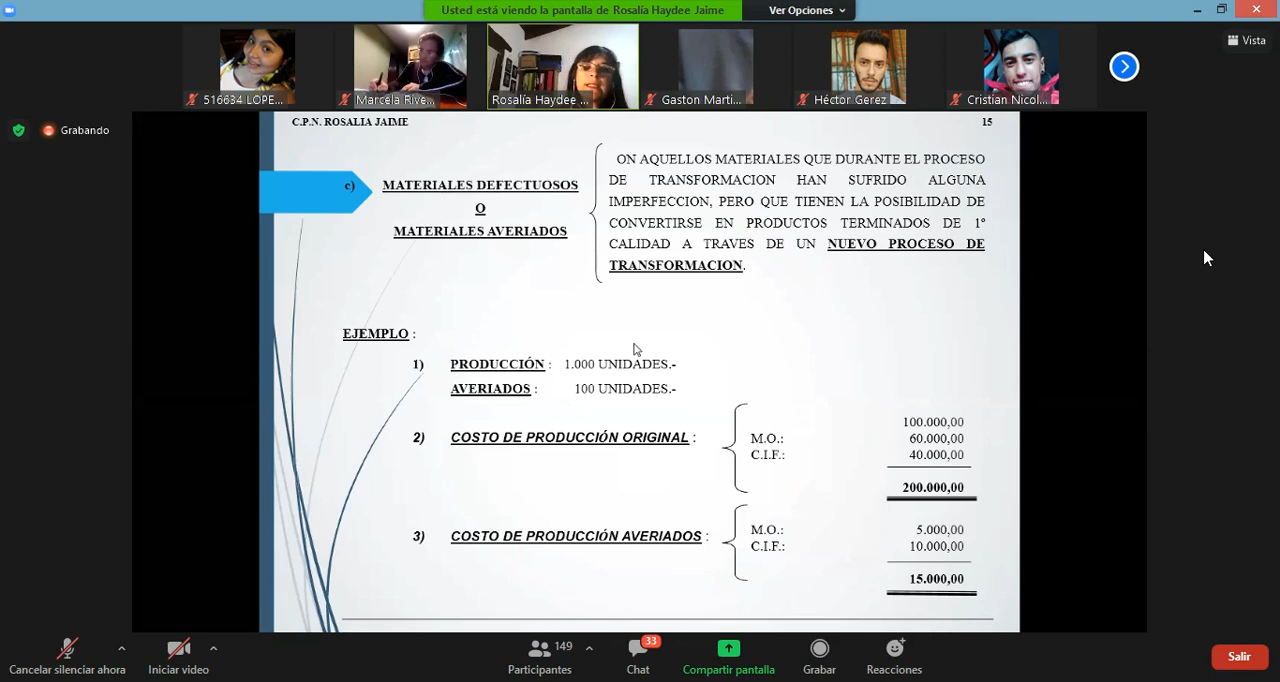 Usted está viendo la pantalla de Rosalía Haydee Jaime
Ver Opciones
Vista
516634 LOPE...
Marcela Rive...
Rosalía Haydee ...
Gaston Marti...
Héctor Gerez
Cristian Nicol...
Grabando
C.P.N. ROSALIA JAIME
15
c)
MATERIALES DEFECTUOSOS
O
MATERIALES AVERIADOS
ON AQUELLOS MATERIALES QUE DURANTE EL PROCESO
DE TRANSFORMACION HAN SUFRIDO ALGUNA
IMPERFECCION, PERO QUE TIENEN LA POSIBILIDAD DE
CONVERTIRSE EN PRODUCTOS TERMINADOS DE 1°
CALIDAD A TRAVES DE UN NUEVO PROCESO DE
TRANSFORMACION.
EJEMPLO :
1) PRODUCCIÓN : 1.000 UNIDADES.-
AVERIADOS : 100 UNIDADES.-
2) COSTO DE PRODUCCIÓN ORIGINAL :
100.000,00
M.O.: 60.000,00
C.I.F.: 40.000,00
200.000,00
3) COSTO DE PRODUCCIÓN AVERIADOS :
M.O.: 5.000,00
C.I.F.: 10.000,00
15.000,00
Cancelar silenciar ahora
Iniciar video
149
Participantes
33
Chat
Compartir pantalla
Grabar
Reacciones
Salir